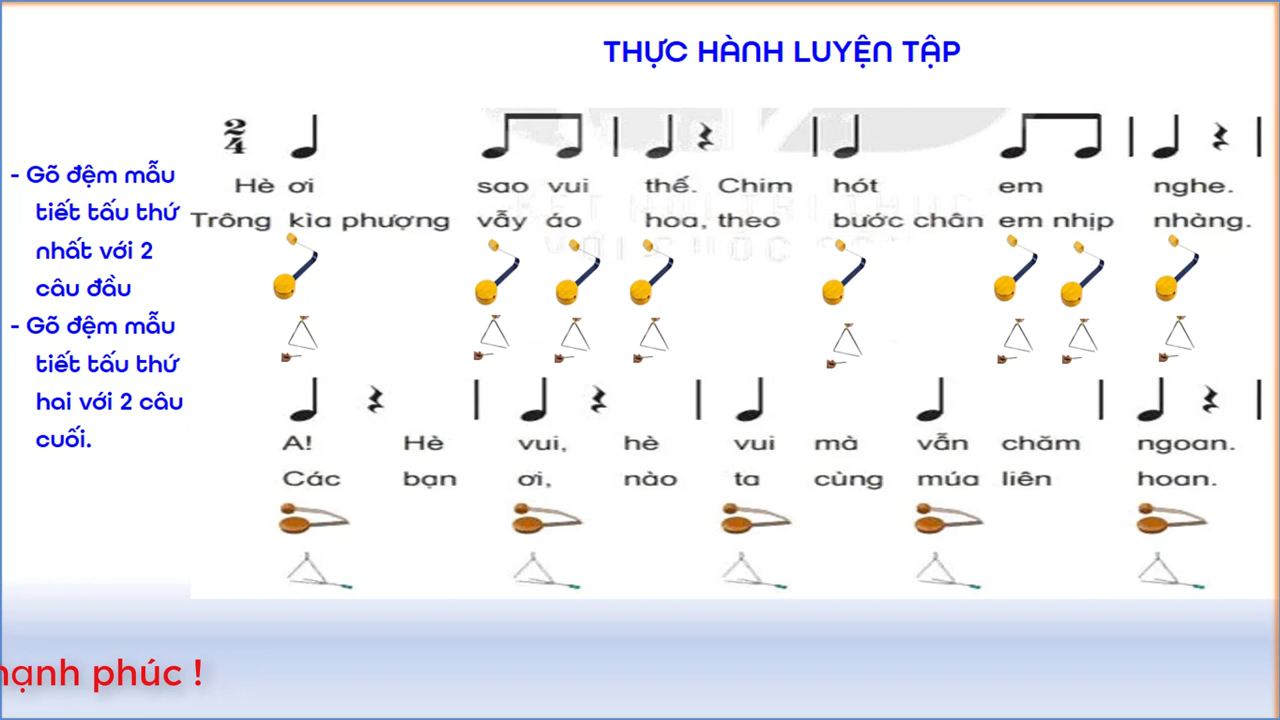 THỰC HÀNH LUYỆN TẬP
- Gõ đệm mẫu
tiết tấu thứ
nhất với 2
câu đầu
- Gõ đệm mẫu
tiết tấu thứ
hai với 2 câu
cuối.
2
4
Hè ơi sao vui thế. Chim hót em nghe.
Trông kìa phượng vẫy áo hoa, theo bước chân em nhịp nhàng.
A! Hè vui, hè vui mà vẫn chăm ngoan.
Các bạn ơi, nào ta cùng múa liên hoan.
hạnh phúc !